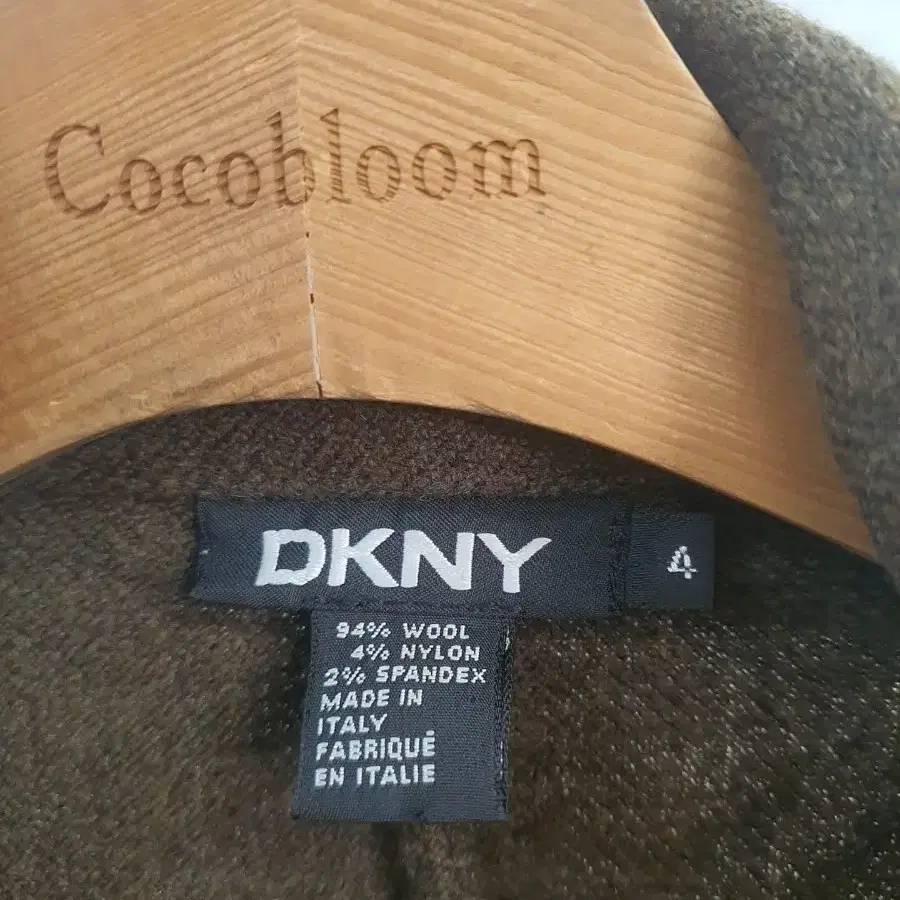 Cocobloom
DKNY
4
94% WOOL
4% NYLON
2% SPANDEX
MADE IN
ITALY
FABRIQUÉ
EN ITALIE